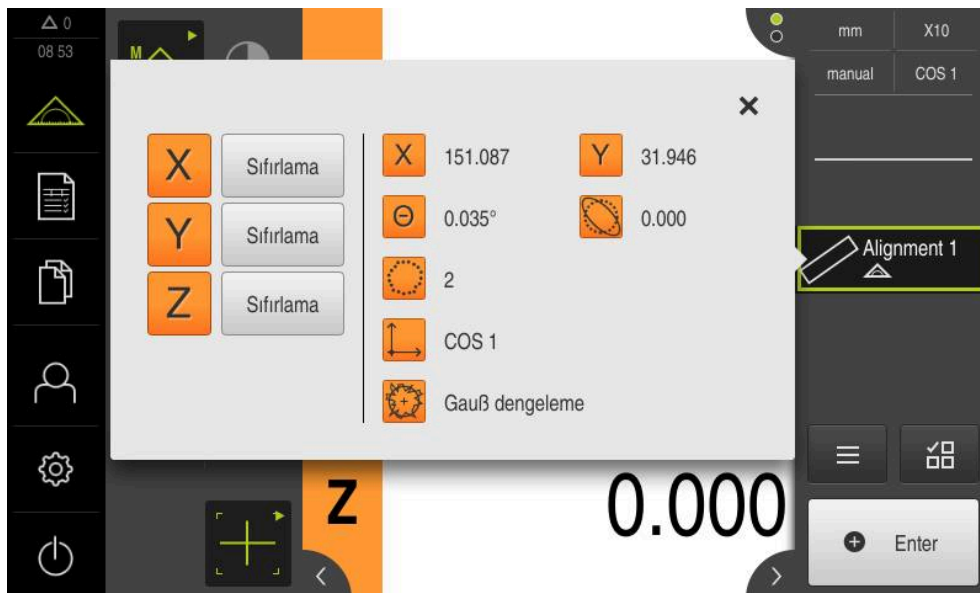 0
08 53
M
mm X10
manual COS 1
X Sıfırlama
Y Sıfırlama
Z Sıfırlama
X 151.087 Y 31.946
Θ 0.035° 0.000
2
COS 1
Gauß dengeleme
Alignment 1
Z 0.000
Enter